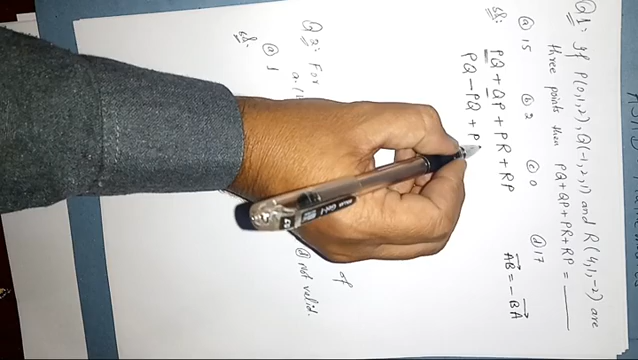 Q1: If P(0,1,2), Q(-1,2,1) and R(4,1,-2) are
three points then PQ+QP+PR+RP = ____
(a) 15 (b) 2 (c) 0 (d) 17
Sol. PQ + QP + PR + RP
AB = -BA
PQ - PQ + P
Q2: For
of
(a) 1
(d) not valid.
Sol.